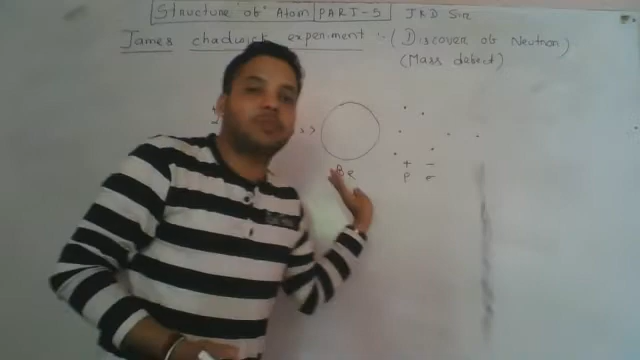 Structure of Atom PART-5 JKD Sir
James chadwick experiment :- (Discover of Neutron)
(Mass defect)
Be
+ -
P e